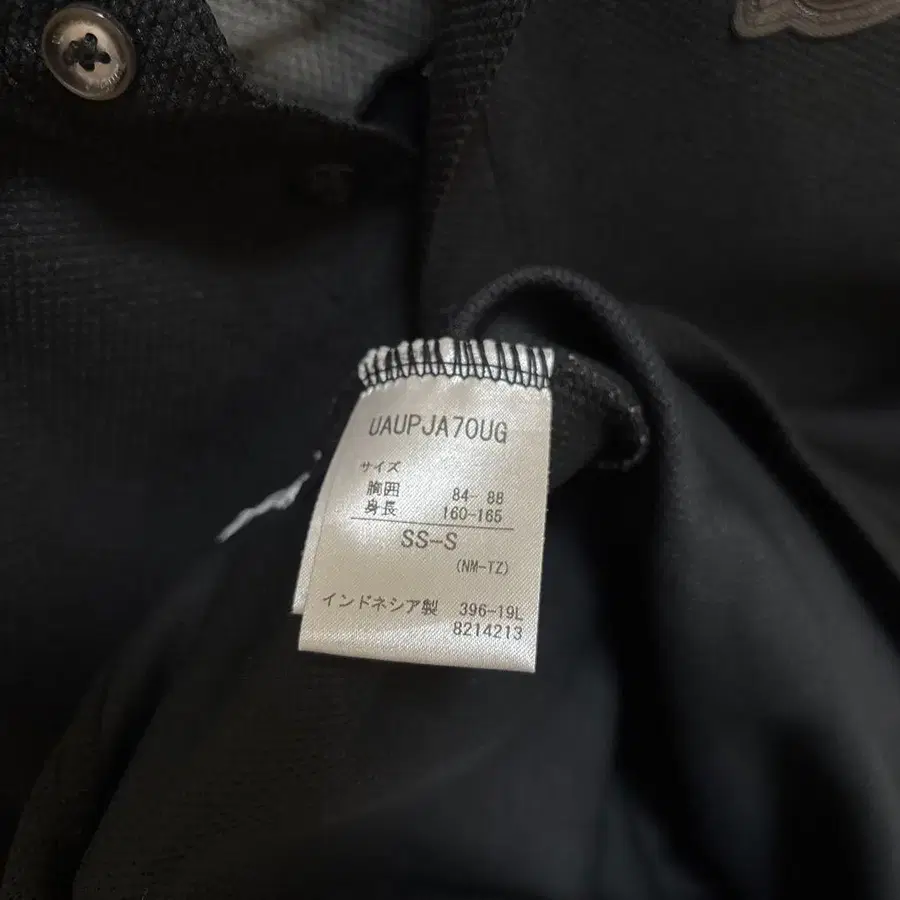 UAUPJA70UG
サイズ
胸囲 84- 88
身長 160-165
SS-S
(NM-TZ)
インドネシア製 396-19L
8214213